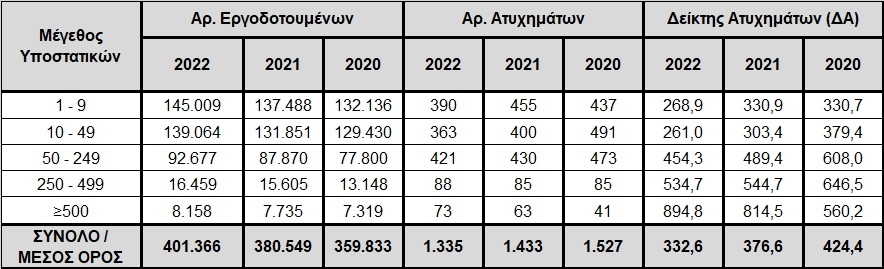 Μέγεθος Υποστατικών Αρ. Εργοδοτουμένων Αρ. Ατυχημάτων Δείκτης Ατυχημάτων (ΔΑ)
2022 2021 2020 2022 2021 2020 2022 2021 2020
1 - 9 145.009 137.488 132.136 390 455 437 268,9 330,9 330,7
10 - 49 139.064 131.851 129.430 363 400 491 261,0 303,4 379,4
50 - 249 92.677 87.870 77.800 421 430 473 454,3 489,4 608,0
250 - 499 16.459 15.605 13.148 88 85 85 534,7 544,7 646,5
≥500 8.158 7.735 7.319 73 63 41 894,8 814,5 560,2
ΣΥΝΟΛΟ / ΜΕΣΟΣ ΟΡΟΣ 401.366 380.549 359.833 1.335 1.433 1.527 332,6 376,6 424,4